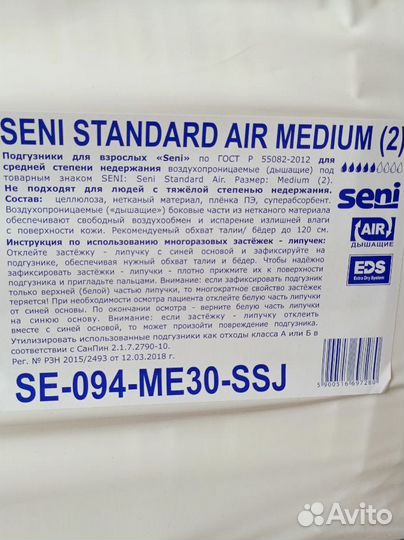 SENI STANDARD AIR MEDIUM (2)
Подгузники для взрослых «Seni» по ГОСТ Р 55082-2012 для
средней степени недержания воздухопроницаемые (дышащие) под
товарным знаком SENI: Seni Standard Air. Размер: Medium (2).
Не подходят для людей с тяжёлой степенью недержания.
Состав: целлюлоза, нетканый материал, плёнка ПЭ, суперабсорбент.
Воздухопроницаемые («дышащие») боковые части из нетканого материала
обеспечивают свободный воздухообмен и испарение излишней влаги
с поверхности кожи. Рекомендуемый обхват талии/ бёдер до 120 см.
Инструкция по использованию многоразовых застёжек - липучек:
Отклейте застёжку - липучку с синей основой и зафиксируйте на
подгузнике, обеспечивая нужный обхват талии и бёдер. Чтобы надёжно
зафиксировать застёжки - липучки - плотно прижмите их к поверхности
подгузника и пригладьте пальцами. Внимание: если зафиксировать застёжку
только верхней (белой) частью липучки, то многократное свойство застёжек
теряется! При необходимости осмотра пациента отклейте белую часть липучки
от синей основы. По окончании осмотра - верните белую часть липучки
на синюю основу. Внимание: если застёжку - липучку отклеить
вместе с синей основой, то может произойти повреждение подгузника.
Утилизировать использованные подгузники как отходы класса А или Б в
соответствии с СанПин 2.1.7.2790-10.
Рег. № РЗН 2015/2493 от 12.03.2018 г.
SE-094-ME30-SSJ
seni
AIR
ДЫШАЩИЕ
EDS
Extra Dry System
5900516697280
Avito